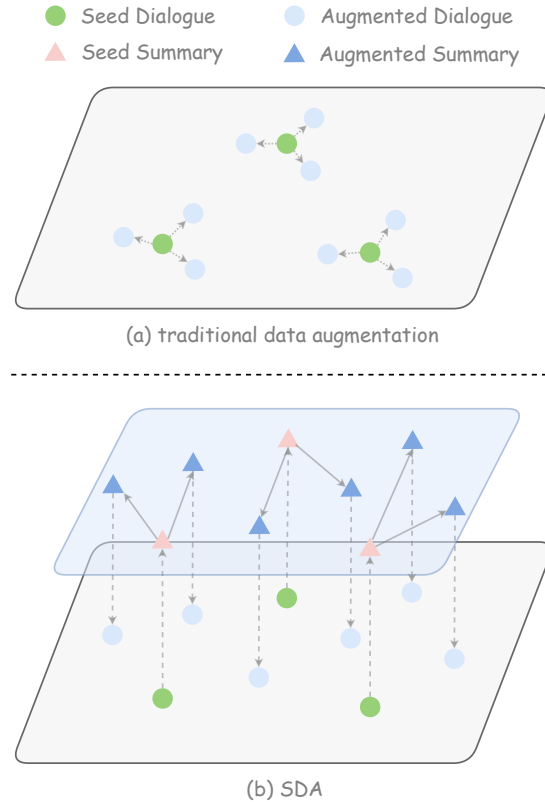 Seed Dialogue Augmented Dialogue
Seed Summary Augmented Summary
(a) traditional data augmentation
(b) SDA